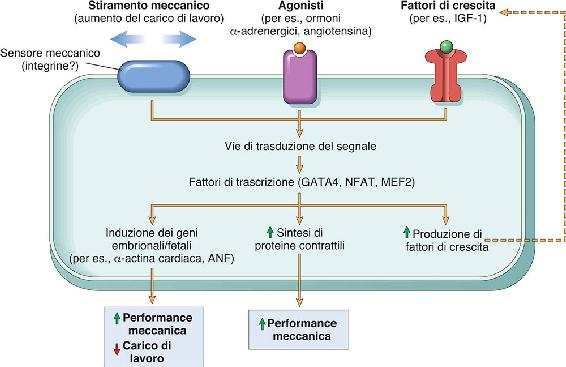 Stiramento meccanico
(aumento del carico di lavoro)
Agonisti
(per es., ormoni
α-adrenergici, angiotensina)
Fattori di crescita
(per es., IGF-1)
Sensore meccanico
(integrine?)
Vie di trasduzione del segnale
Fattori di trascrizione (GATA4, NFAT, MEF2)
Induzione dei geni
embrionali/fetali
(per es., α-actina cardiaca, ANF)
Sintesi di
proteine contrattili
Produzione di
fattori di crescita
Performance
meccanica
Carico di
lavoro
Performance
meccanica